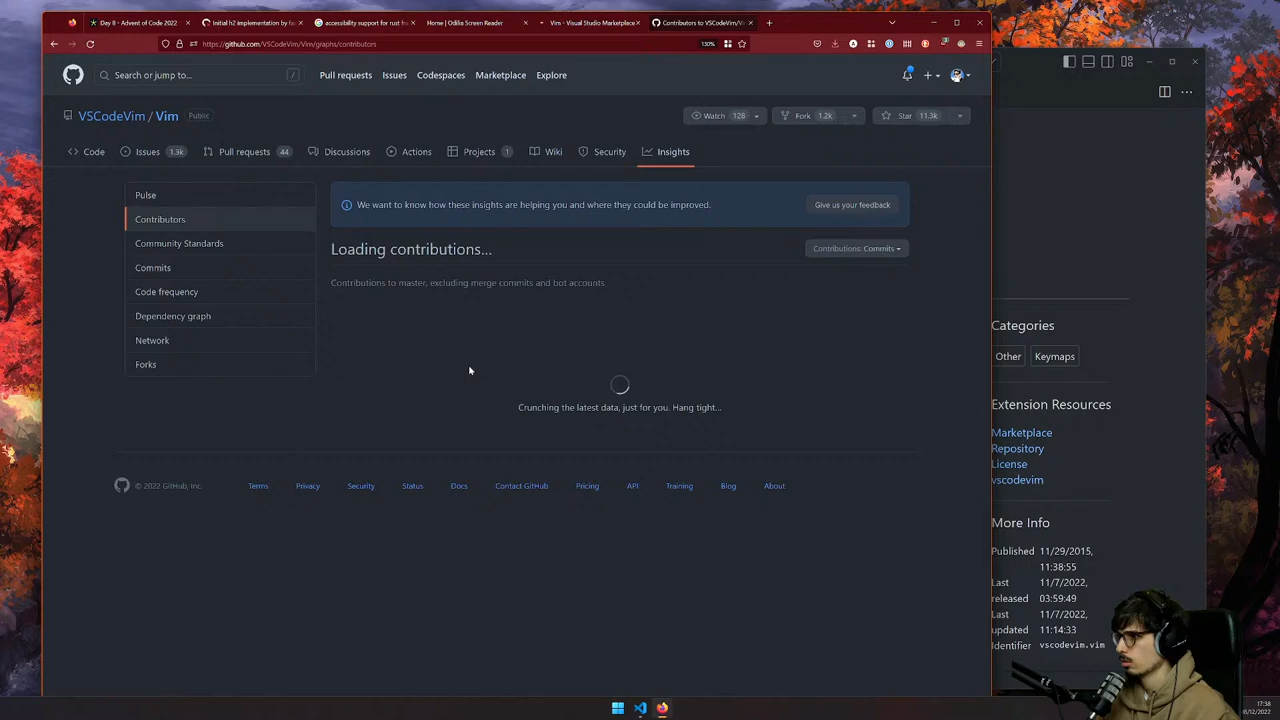 Day 8 - Advent of Code 2022
Initial h2 implementation by fa
accessibility support for rust fr
Home | Odilia Screen Reader
Vim - Visual Studio Marketplace
Contributors to VSCodeVim/Vi
https://github.com/VSCodeVim/Vim/graphs/contributors
130%
Search or jump to...
/
Pull requests
Issues
Codespaces
Marketplace
Explore
VSCodeVim / Vim
Public
Watch 128
Fork 1.2k
Star 11.3k
Code
Issues 1.3k
Pull requests 44
Discussions
Actions
Projects 1
Wiki
Security
Insights
Pulse
Contributors
Community Standards
Commits
Code frequency
Dependency graph
Network
Forks
We want to know how these insights are helping you and where they could be improved.
Give us your feedback
Loading contributions...
Contributions: Commits
Contributions to master, excluding merge commits and bot accounts
Crunching the latest data, just for you. Hang tight...
© 2022 GitHub, Inc.
Terms
Privacy
Security
Status
Docs
Contact GitHub
Pricing
API
Training
Blog
About
Categories
Other
Keymaps
Extension Resources
Marketplace
Repository
License
vscodevim
More Info
Published 11/29/2015,
11:38:55
Last 11/7/2022,
released 03:59:49
Last 11/7/2022,
updated 11:14:33
Identifier vscodevim.vim
17:38
/12/2022